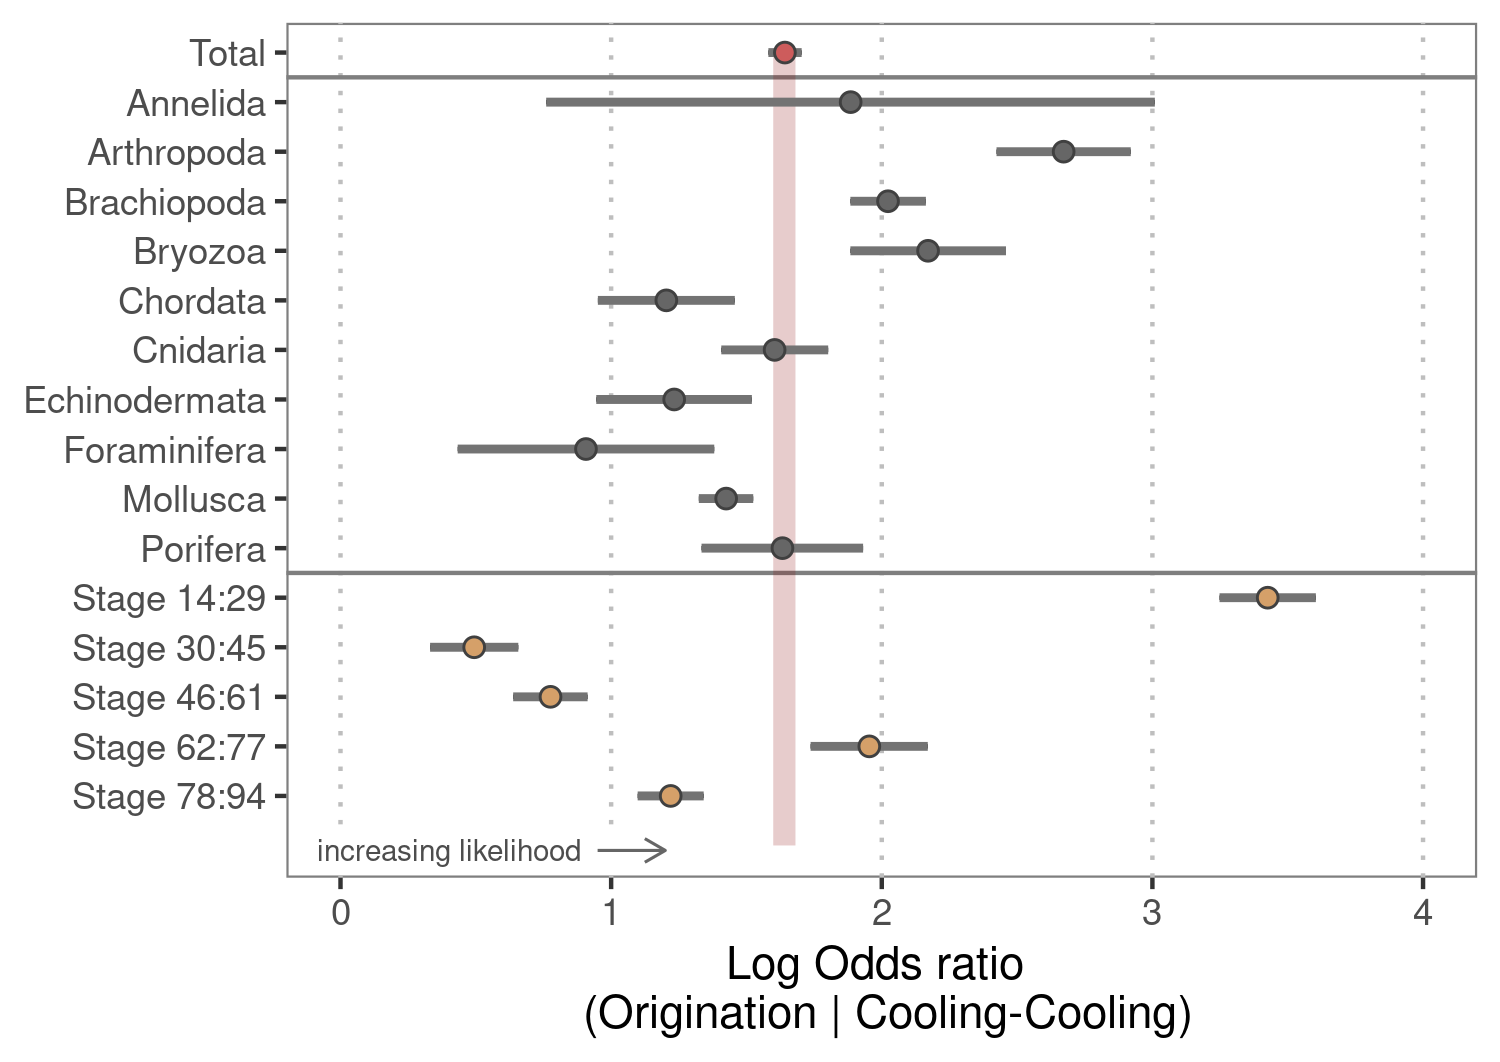 Total
Annelida
Arthropoda
Brachiopoda
Bryozoa
Chordata
Cnidaria
Echinodermata
Foraminifera
Mollusca
Porifera
Stage 14:29
Stage 30:45
Stage 46:61
Stage 62:77
Stage 78:94
increasing likelihood
0 1 2 3 4
Log Odds ratio
(Origination | Cooling-Cooling)